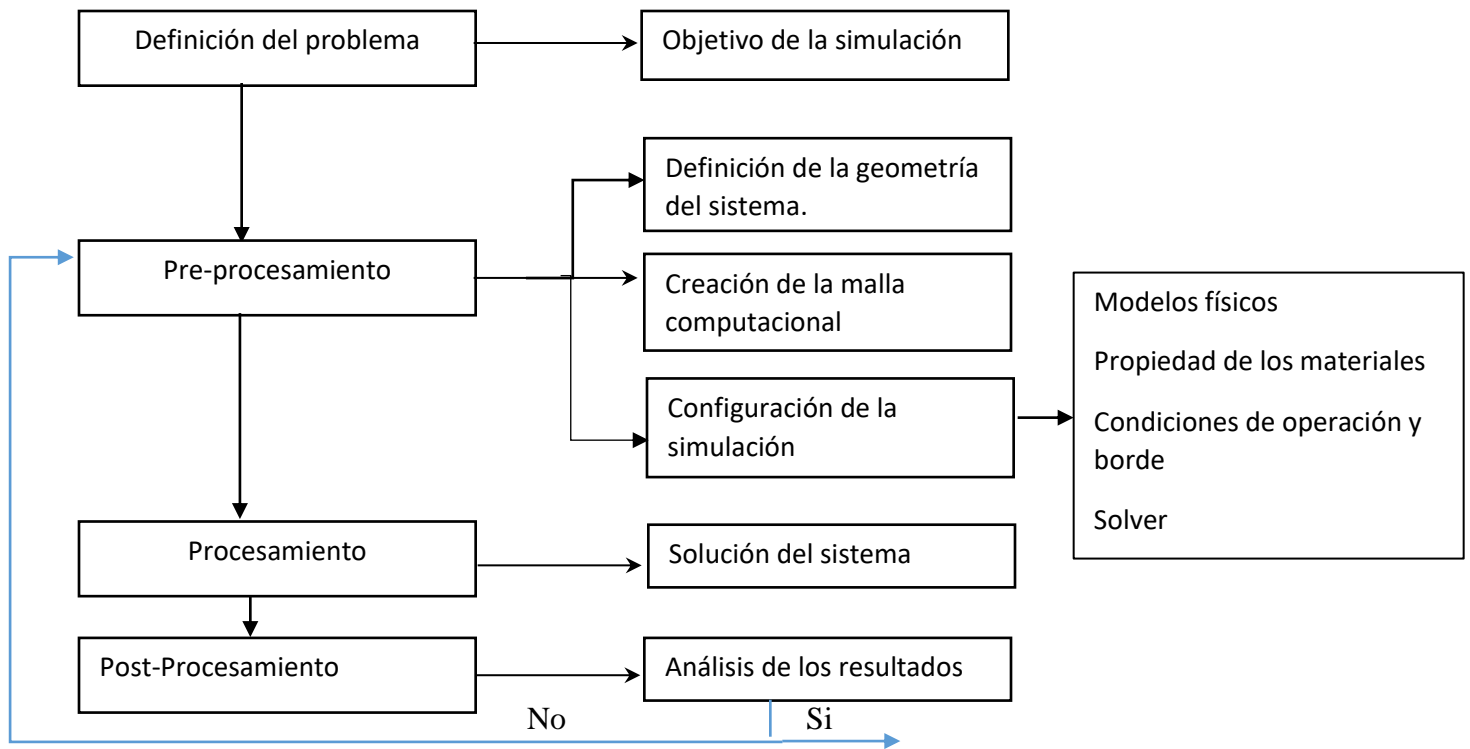 Definición del problema
Objetivo de la simulación
Definición de la geometría
del sistema.
Pre-procesamiento
Creación de la malla
computacional
Configuración de la
simulación
Modelos físicos
Propiedad de los materiales
Condiciones de operación y
borde
Solver
Procesamiento
Solución del sistema
Post-Procesamiento
Análisis de los resultados
No
Si